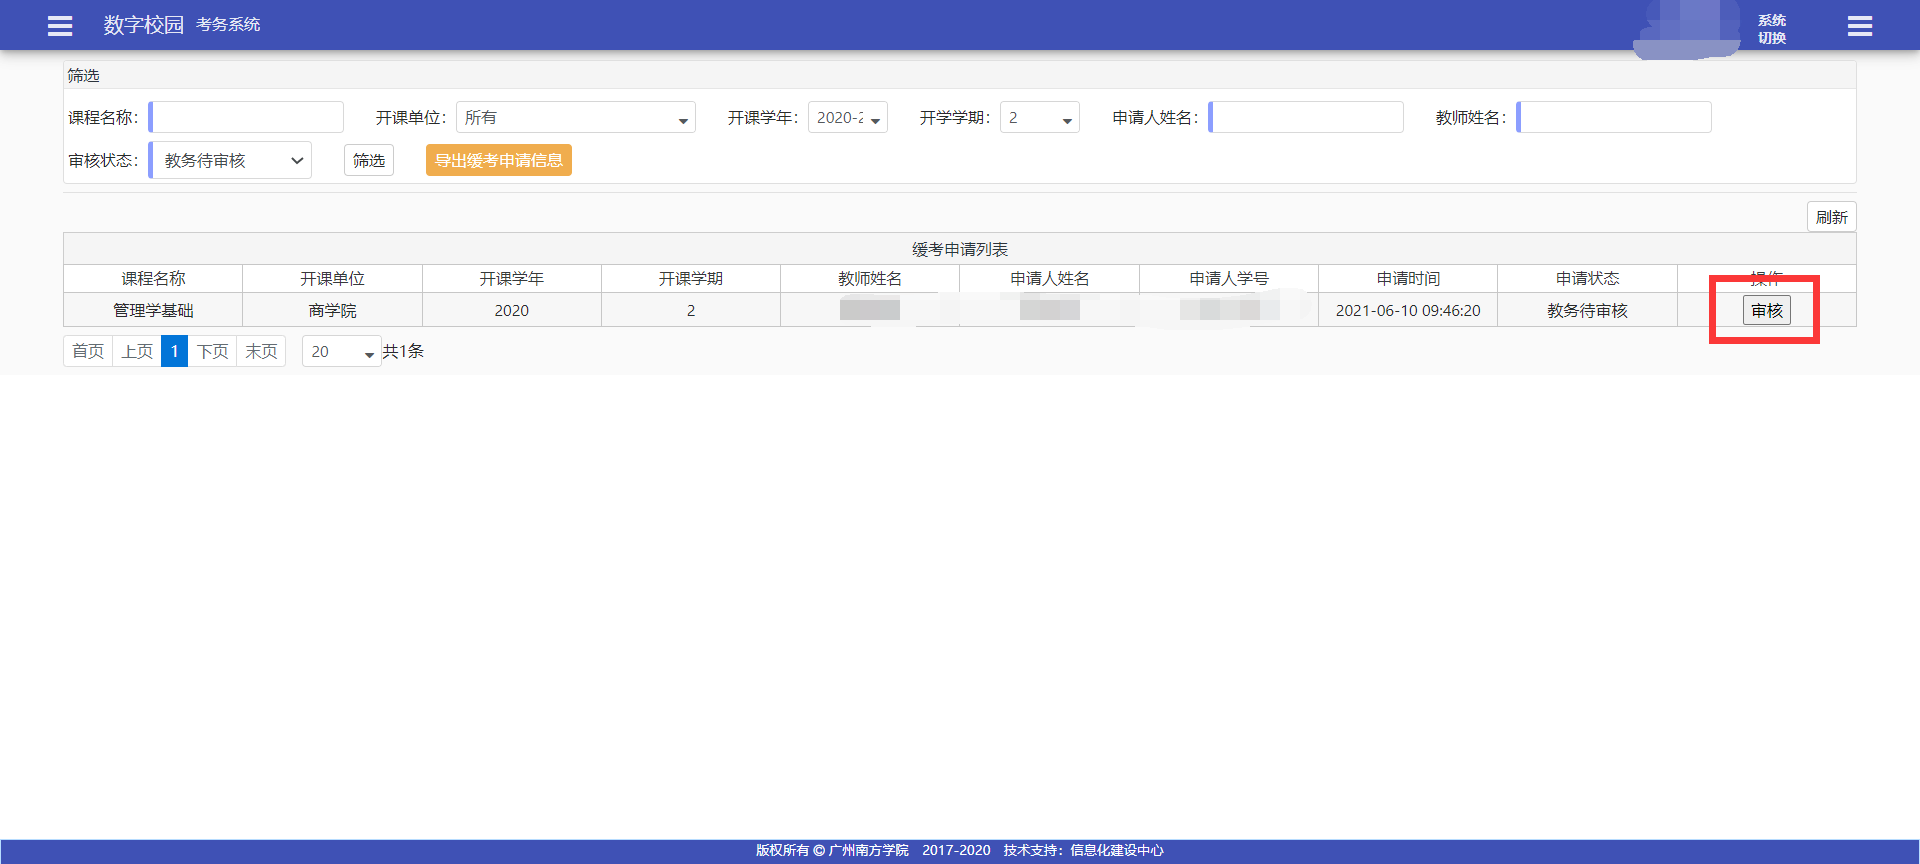 数字校园 考务系统 系统
切换
筛选
课程名称： 开课单位： 所有 开课学年： 2020-2 开学学期： 2 申请人姓名： 教师姓名：
审核状态： 教务待审核 筛选 导出缓考申请信息
刷新
缓考申请列表
课程名称 开课单位 开课学年 开课学期 教师姓名 申请人姓名 申请人学号 申请时间 申请状态 操作
管理学基础 商学院 2020 2 2021-06-10 09:46:20 教务待审核 审核
首页 上页 1 下页 末页 20 共1条
版权所有 © 广州南方学院 2017-2020 技术支持：信息化建设中心